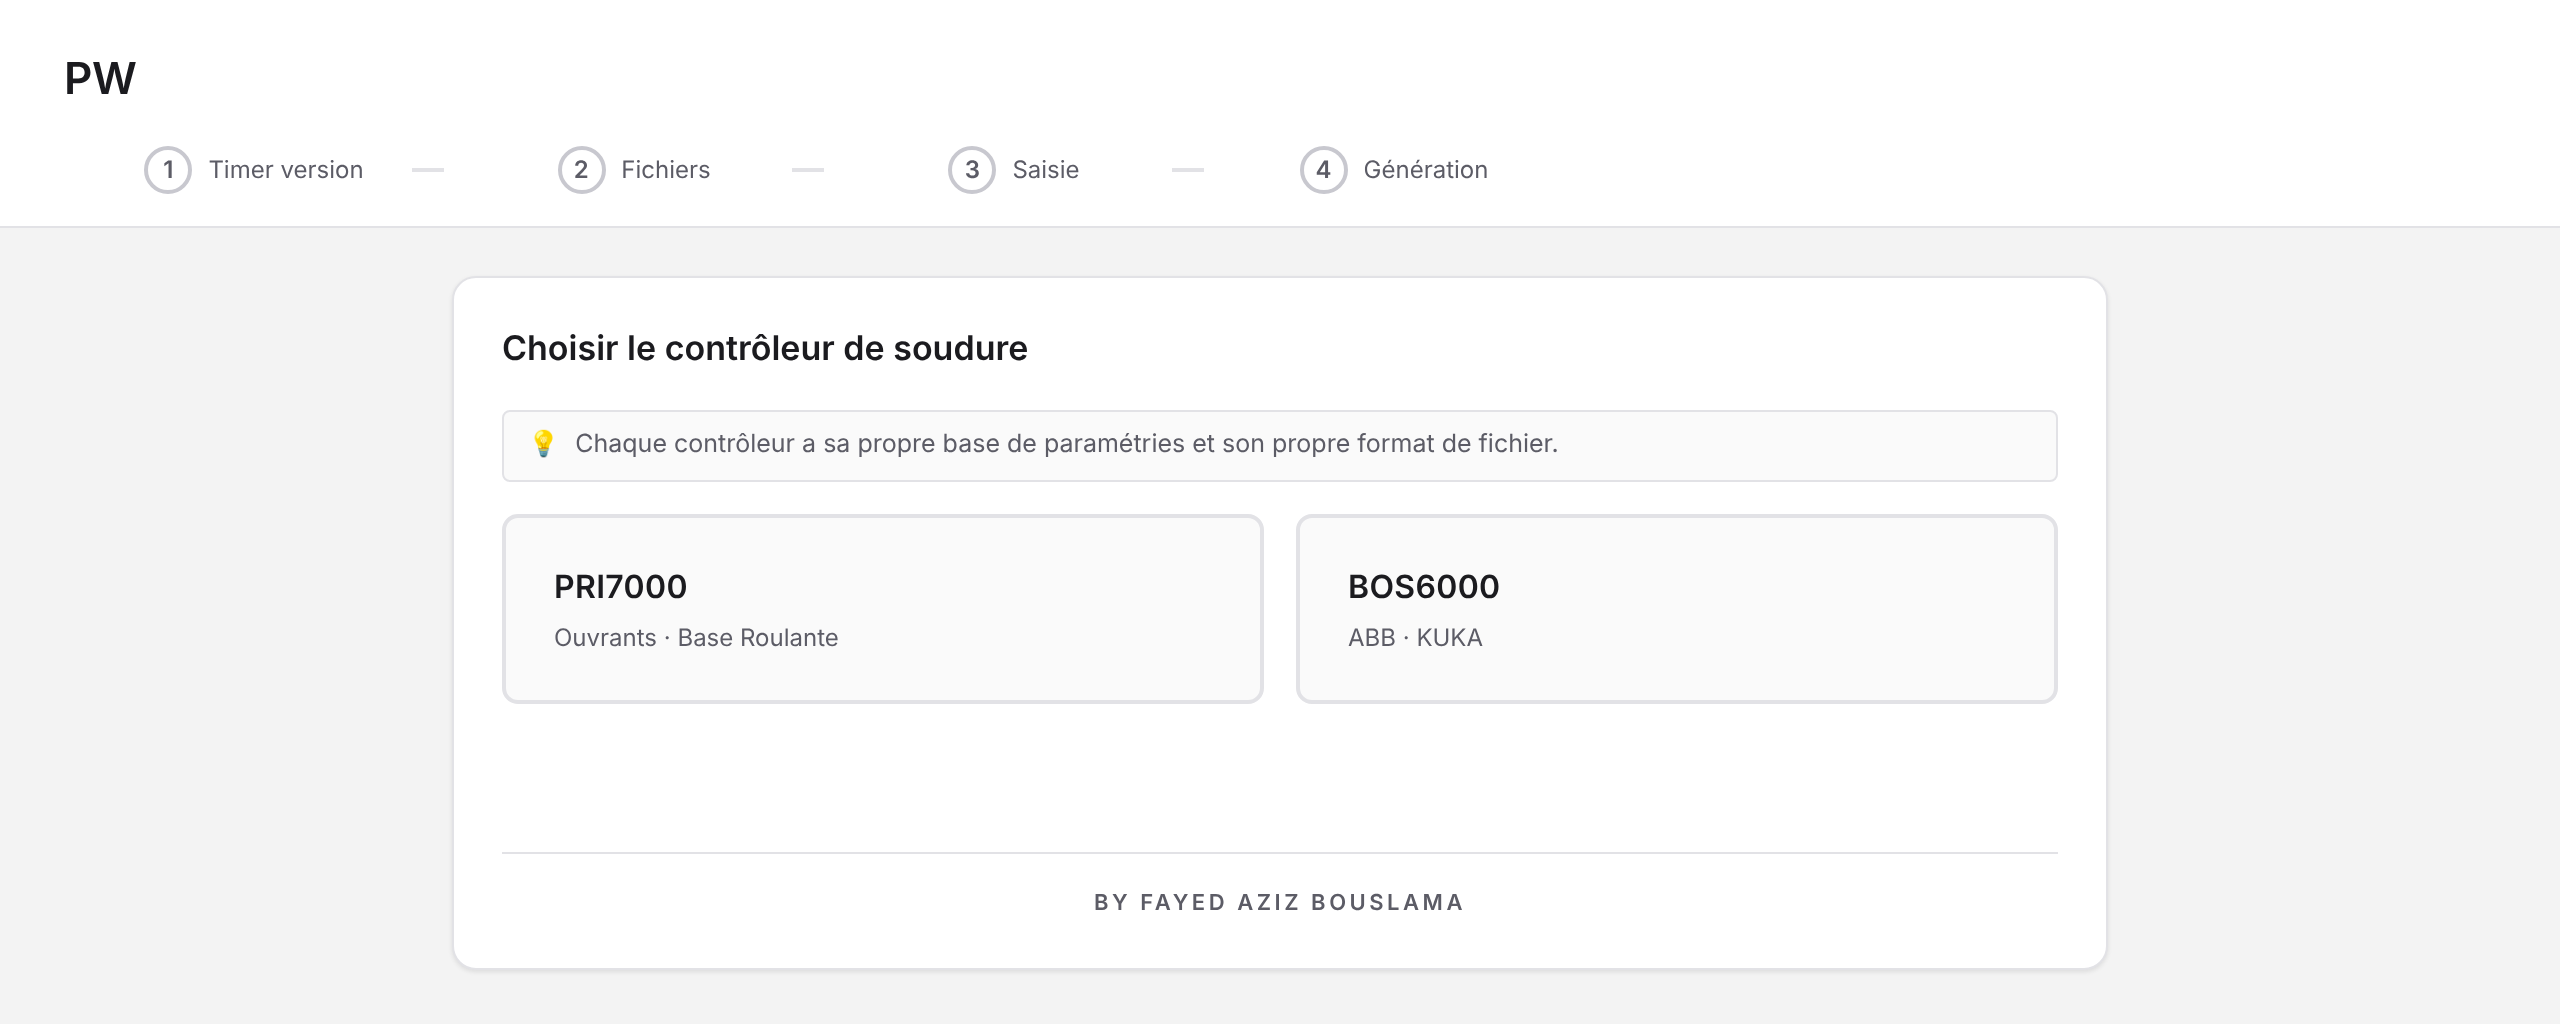 PW
1 Timer version — 2 Fichiers — 3 Saisie — 4 Génération
Choisir le contrôleur de soudure
💡 Chaque contrôleur a sa propre base de paramétries et son propre format de fichier.
PRI7000
Ouvrants · Base Roulante
BOS6000
ABB · KUKA
BY FAYED AZIZ BOUSLAMA